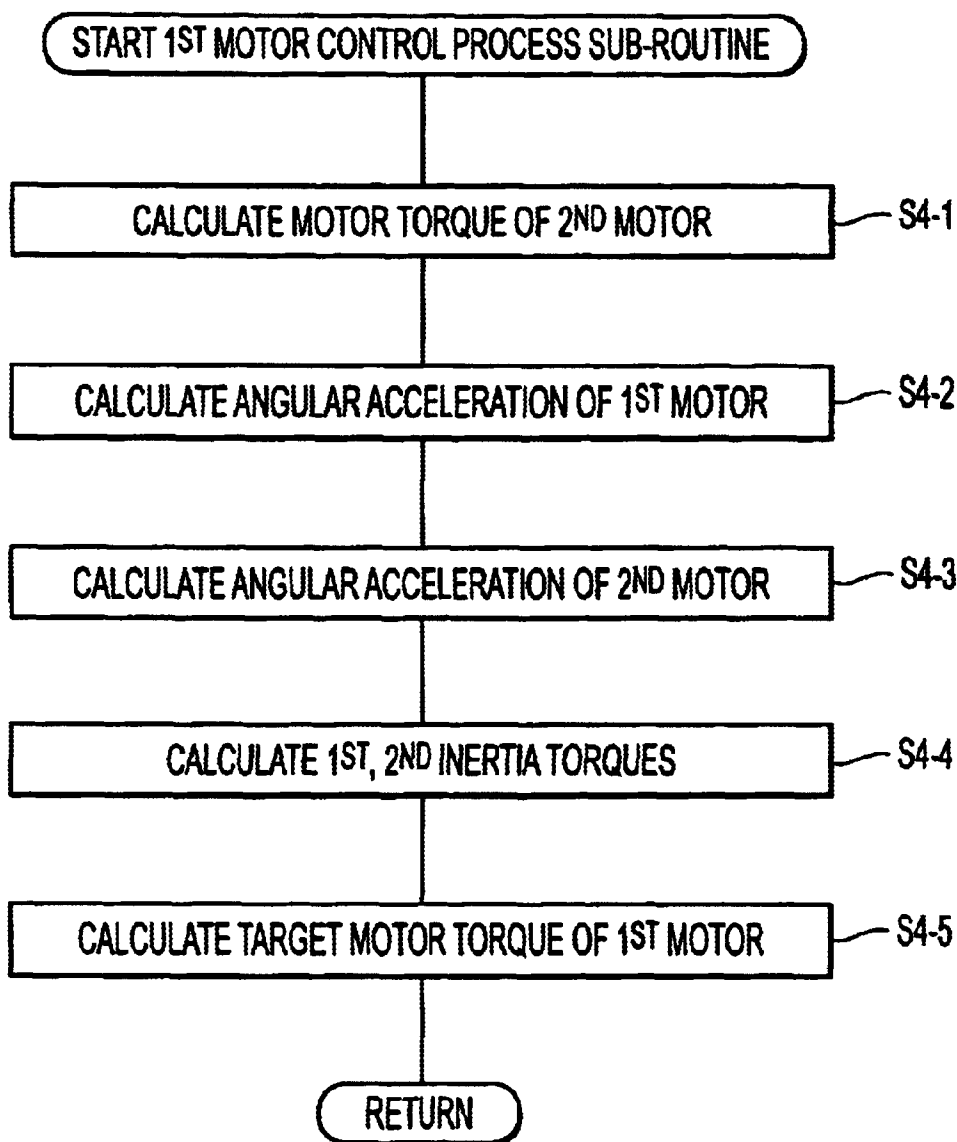 START 1ST MOTOR CONTROL PROCESS SUB-ROUTINE
CALCULATE MOTOR TORQUE OF 2ND MOTOR
S4-1
CALCULATE ANGULAR ACCELERATION OF 1ST MOTOR
S4-2
CALCULATE ANGULAR ACCELERATION OF 2ND MOTOR
S4-3
CALCULATE 1ST, 2ND INERTIA TORQUES
S4-4
CALCULATE TARGET MOTOR TORQUE OF 1ST MOTOR
S4-5
RETURN